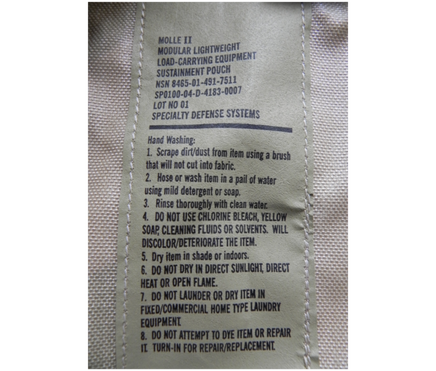 MOLLE II
MODULAR LIGHTWEIGHT
LOAD-CARRYING EQUIPMENT
SUSTAINMENT POUCH
NSN 8465-01-491-7511
SP0100-04-D-4183-0007
LOT NO 01
SPECIALTY DEFENSE SYSTEMS
Hand Washing:
1. Scrape dirt/dust from item using a brush
that will not cut into fabric.
2. Hose or wash item in a pail of water
using mild detergent or soap.
3. Rinse thoroughly with clean water.
4. DO NOT USE CHLORINE BLEACH, YELLOW
SOAP, CLEANING FLUIDS OR SOLVENTS. WILL
DISCOLOR/DETERIORATE THE ITEM.
5. Dry item in shade or indoors.
6. DO NOT DRY IN DIRECT SUNLIGHT, DIRECT
HEAT OR OPEN FLAME.
7. DO NOT LAUNDER OR DRY ITEM IN
FIXED/COMMERCIAL HOME TYPE LAUNDRY
EQUIPMENT.
8. DO NOT ATTEMPT TO DYE ITEM OR REPAIR
IT. TURN-IN FOR REPAIR/REPLACEMENT.